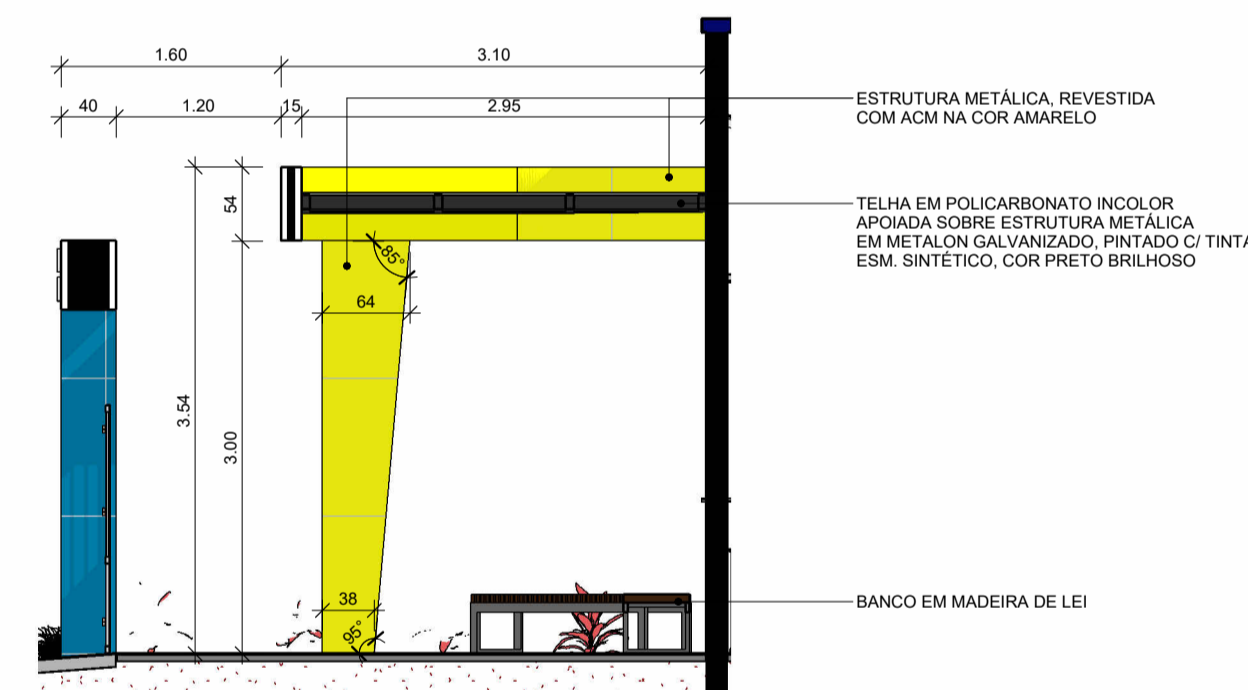 1.60
3.10
40
1.20
15
2.95
ESTRUTURA METÁLICA, REVESTIDA
COM ACM NA COR AMARELO
54
TELHA EM POLICARBONATO INCOLOR
APOIADA SOBRE ESTRUTURA METÁLICA
EM METALON GALVANIZADO, PINTADO C/ TINTA
ESM. SINTÉTICO, COR PRETO BRILHOSO
85°
64
3.54
3.00
38
95°
BANCO EM MADEIRA DE LEI